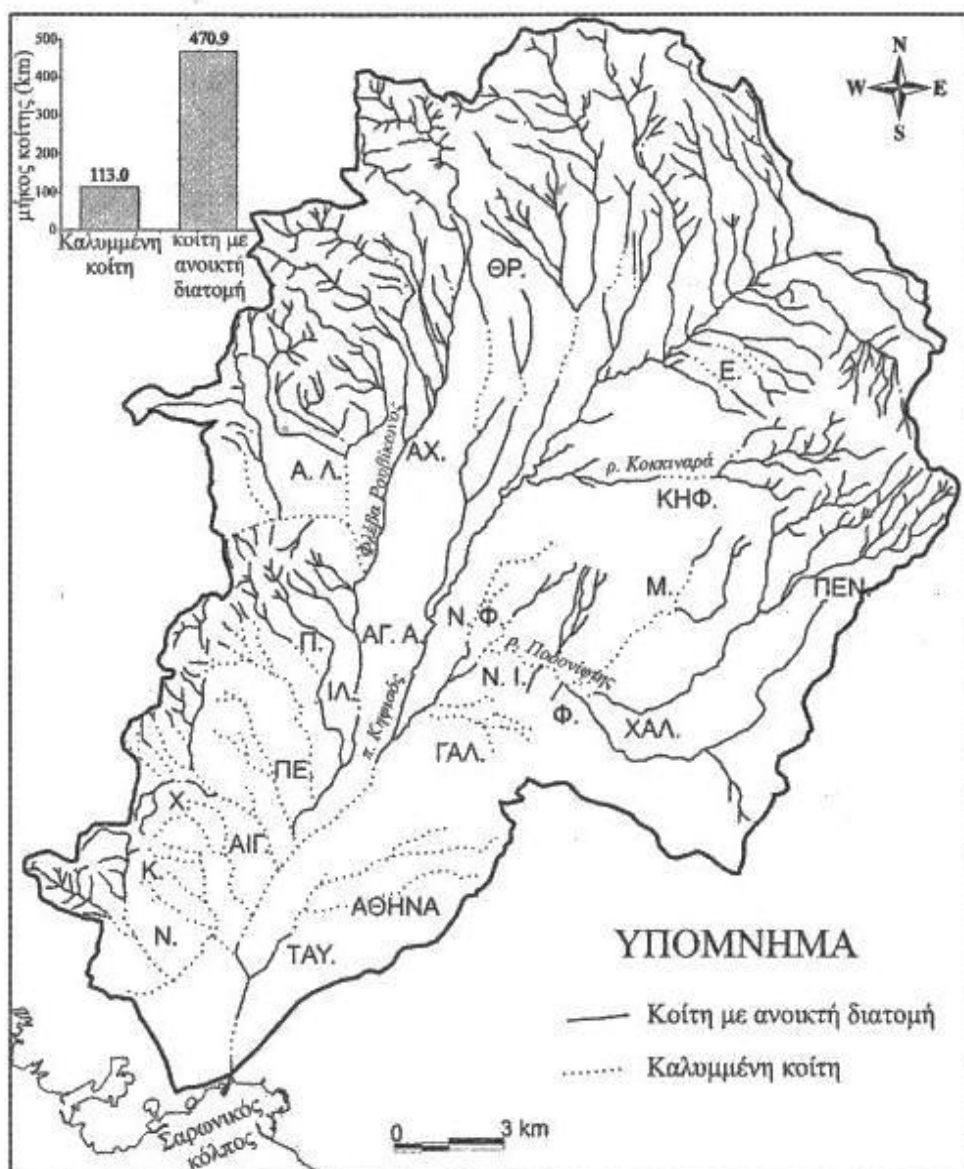 μήκος κοίτης (km)
500
400
300
200
100
0
113.0
470.9
Καλυμμένη
κοίτη
κοίτη με
ανοικτή
διατομή
N
W
E
S
ΘΡ.
Ε.
Α. Λ.
Φλέβα
ΑΧ.
ρ. Κοκκιναρά
ΚΗΦ.
Μ.
ΠΕΝ.
Π.
ΑΓ. Α.
Ν. Φ.
ρ. Ποδονίφτης
Ν. Ι.
ΙΛ.
π. Κηφισός
Φ.
ΧΑΛ.
ΓΑΛ.
ΠΕ.
Χ.
ΑΙΓ.
Κ.
ΑΘΗΝΑ
Ν.
ΤΑΥ.
ΥΠΟΜΝΗΜΑ
Κοίτη με ανοικτή διατομή
Καλυμμένη κοίτη
Σαρωνικός
κόλπος
0
3 km